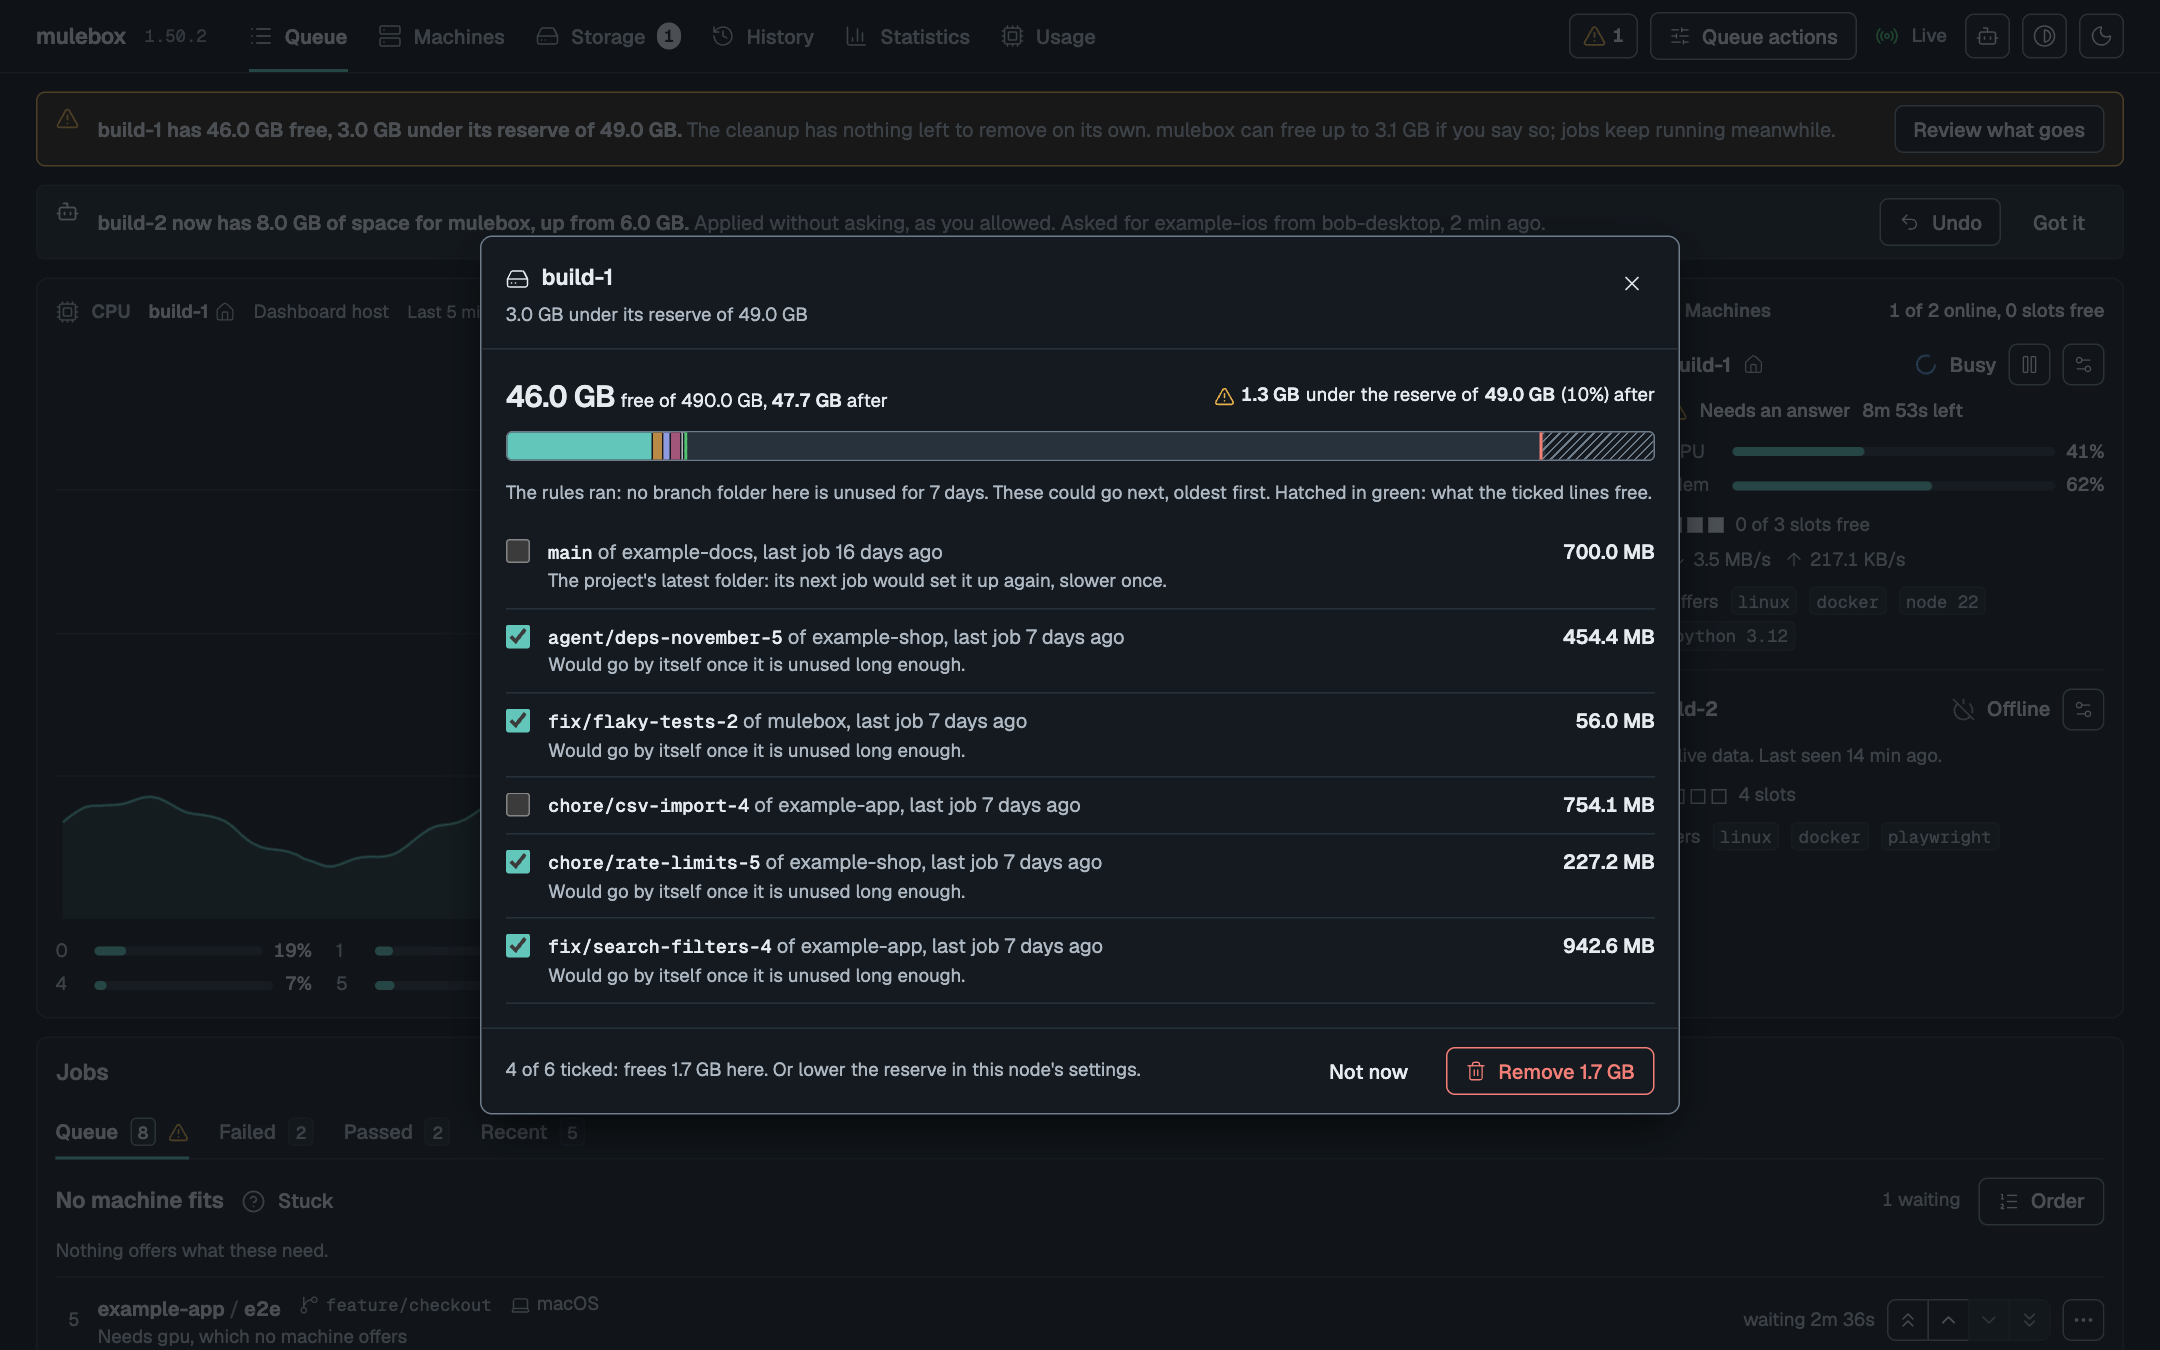 mulebox 1.50.2 Queue Machines Storage 1 History Statistics Usage 1 Queue actions Live
build-1 has 46.0 GB free, 3.0 GB under its reserve of 49.0 GB. The cleanup has nothing left to remove on its own. mulebox can free up to 3.1 GB if you say so; jobs keep running meanwhile. Review what goes
build-2 now has 8.0 GB of space for mulebox, up from 6.0 GB. Applied without asking, as you allowed. Asked for example-ios from bob-desktop, 2 min ago. Undo Got it
CPU build-1 Dashboard host Last 5 mi
0 19% 1
4 7% 5
build-1
3.0 GB under its reserve of 49.0 GB
46.0 GB free of 490.0 GB, 47.7 GB after
1.3 GB under the reserve of 49.0 GB (10%) after
The rules ran: no branch folder here is unused for 7 days. These could go next, oldest first. Hatched in green: what the ticked lines free.
main of example-docs, last job 16 days ago 700.0 MB
The project's latest folder: its next job would set it up again, slower once.
agent/deps-november-5 of example-shop, last job 7 days ago 454.4 MB
Would go by itself once it is unused long enough.
fix/flaky-tests-2 of mulebox, last job 7 days ago 56.0 MB
Would go by itself once it is unused long enough.
chore/csv-import-4 of example-app, last job 7 days ago 754.1 MB
chore/rate-limits-5 of example-shop, last job 7 days ago 227.2 MB
Would go by itself once it is unused long enough.
fix/search-filters-4 of example-app, last job 7 days ago 942.6 MB
Would go by itself once it is unused long enough.
4 of 6 ticked: frees 1.7 GB here. Or lower the reserve in this node's settings. Not now Remove 1.7 GB
Machines 1 of 2 online, 0 slots free
uild-1 Busy
Needs an answer 8m 53s left
PU 41%
em 62%
0 of 3 slots free
3.5 MB/s 217.1 KB/s
ffers linux docker node 22
python 3.12
ld-2 Offline
live data. Last seen 14 min ago.
4 slots
ers linux docker playwright
Jobs
Queue 8 Failed 2 Passed 2 Recent 5
No machine fits Stuck 1 waiting Order
Nothing offers what these need.
5 example-app / e2e feature/checkout macOS waiting 2m 36s
Needs gpu, which no machine offers